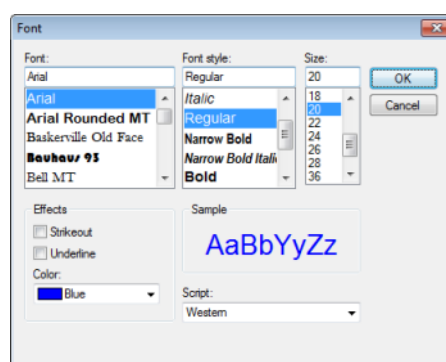 Font
Font:
Arial
Arial
Arial Rounded MT
Baskerville Old Face
Bauhaus 93
Bell MT
Font style:
Regular
Italic
Regular
Narrow Bold
Narrow Bold Itali
Bold
Size:
20
18
20
22
24
26
28
36
OK
Cancel
Effects
Strikeout
Underline
Color:
Blue
Sample
AaBbYyZz
Script:
Western